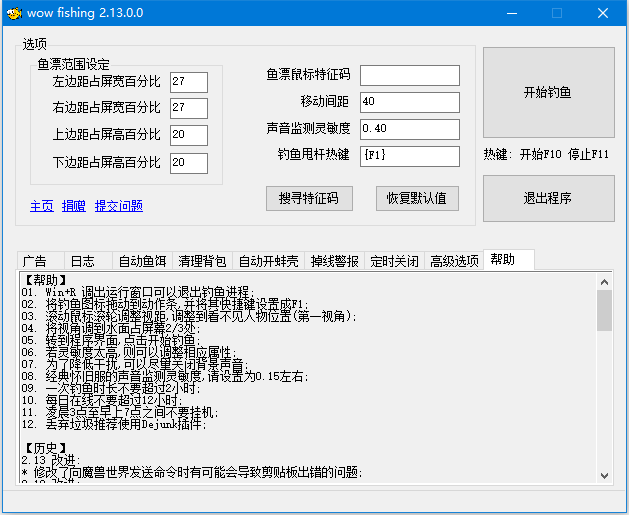 wow fishing 2.13.0.0
选项
鱼漂范围设定
左边距占屏宽百分比 27
右边距占屏宽百分比 27
上边距占屏高百分比 20
下边距占屏高百分比 20
主页 捐赠 提交问题
鱼漂鼠标特征码
移动间距 40
声音监测灵敏度 0.40
钓鱼甩杆热键 {F1}
搜寻特征码 恢复默认值
开始钓鱼
热键: 开始F10 停止F11
退出程序
广告 日志 自动鱼饵 清理背包 自动开蚌壳 掉线警报 定时关闭 高级选项 帮助
【帮助】
01. Win+R 调出运行窗口可以退出钓鱼进程;
02. 将钓鱼图标拖动到动作条,并将其快捷键设置成F1;
03. 滚动鼠标滚轮调整视距,调整到看不见人物位置(第一视角);
04. 将视角调到水面占屏幕2/3处;
05. 转到程序界面,点击开始钓鱼;
06. 若灵敏度太高,则可以调整相应属性;
07. 为了降低干扰,可以尽量关闭背景声音;
08. 经典怀旧服的声音监测灵敏度,请设置为0.15左右;
09. 一次钓鱼时长不要超过2小时;
10. 每日在线不要超过12小时;
11. 凌晨3点至早上7点之间不要挂机;
12. 丢弃垃圾推荐使用Dejunk插件;
【历史】
2.13 改进:
* 修改了向魔兽世界发送命令时有可能会导致剪贴板出错的问题;